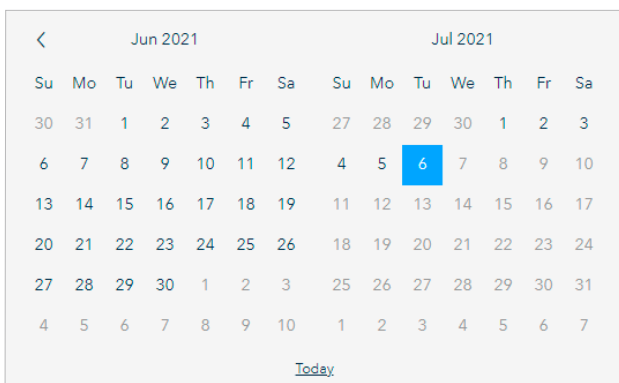 Jun 2021 Jul 2021
Su Mo Tu We Th Fr Sa Su Mo Tu We Th Fr Sa
30 31 1 2 3 4 5 27 28 29 30 1 2 3
6 7 8 9 10 11 12 4 5 6 7 8 9 10
13 14 15 16 17 18 19 11 12 13 14 15 16 17
20 21 22 23 24 25 26 18 19 20 21 22 23 24
27 28 29 30 1 2 3 25 26 27 28 29 30 31
4 5 6 7 8 9 10 1 2 3 4 5 6 7
Today